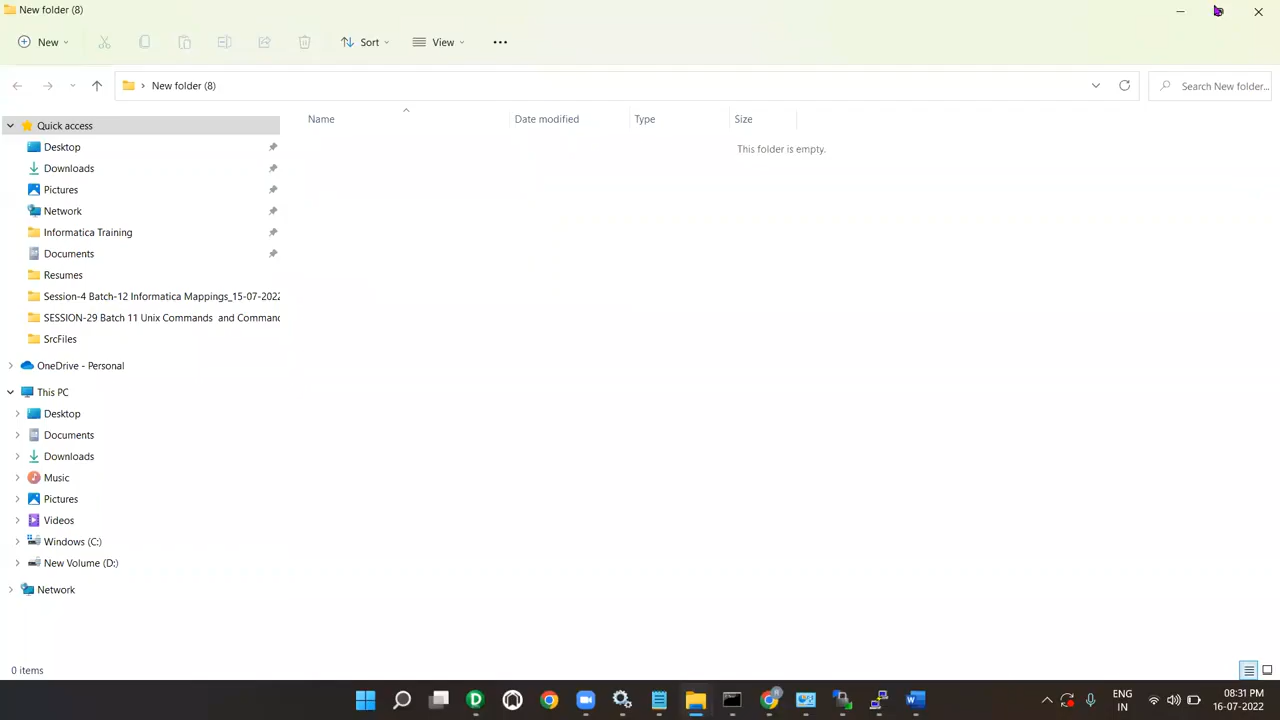 New folder (8)
New
Sort
View
New folder (8)
Search New folder...
Name
Date modified
Type
Size
This folder is empty.
Quick access
Desktop
Downloads
Pictures
Network
Informatica Training
Documents
Resumes
Session-4 Batch-12 Informatica Mappings_15-07-2022
SESSION-29 Batch 11 Unix Commands and Command
SrcFiles
OneDrive - Personal
This PC
Desktop
Documents
Downloads
Music
Pictures
Videos
Windows (C:)
New Volume (D:)
Network
0 items
ENG
IN
08:31 PM
16-07-2022